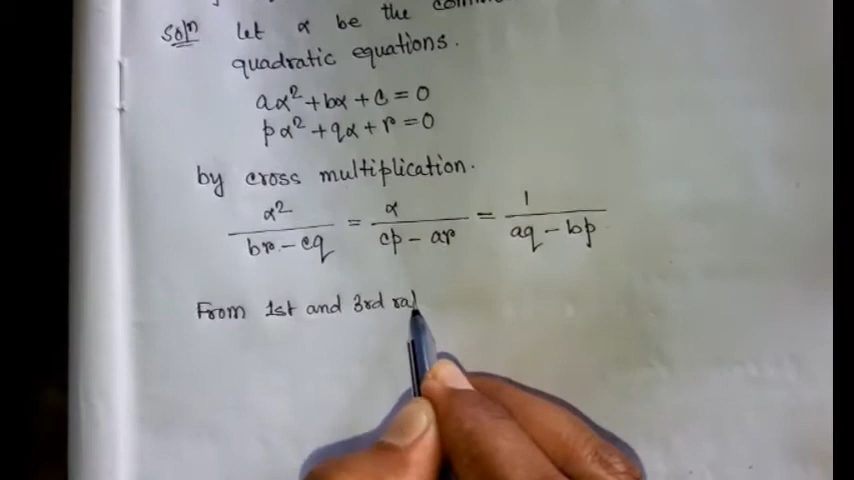 Soln Let α be the
quadratic equations.
aα² + bα + c = 0
pα² + qα + r = 0
by cross multiplication.
α²/(br - cq) = α/(cp - ar) = 1/(aq - bp)
From 1st and 3rd